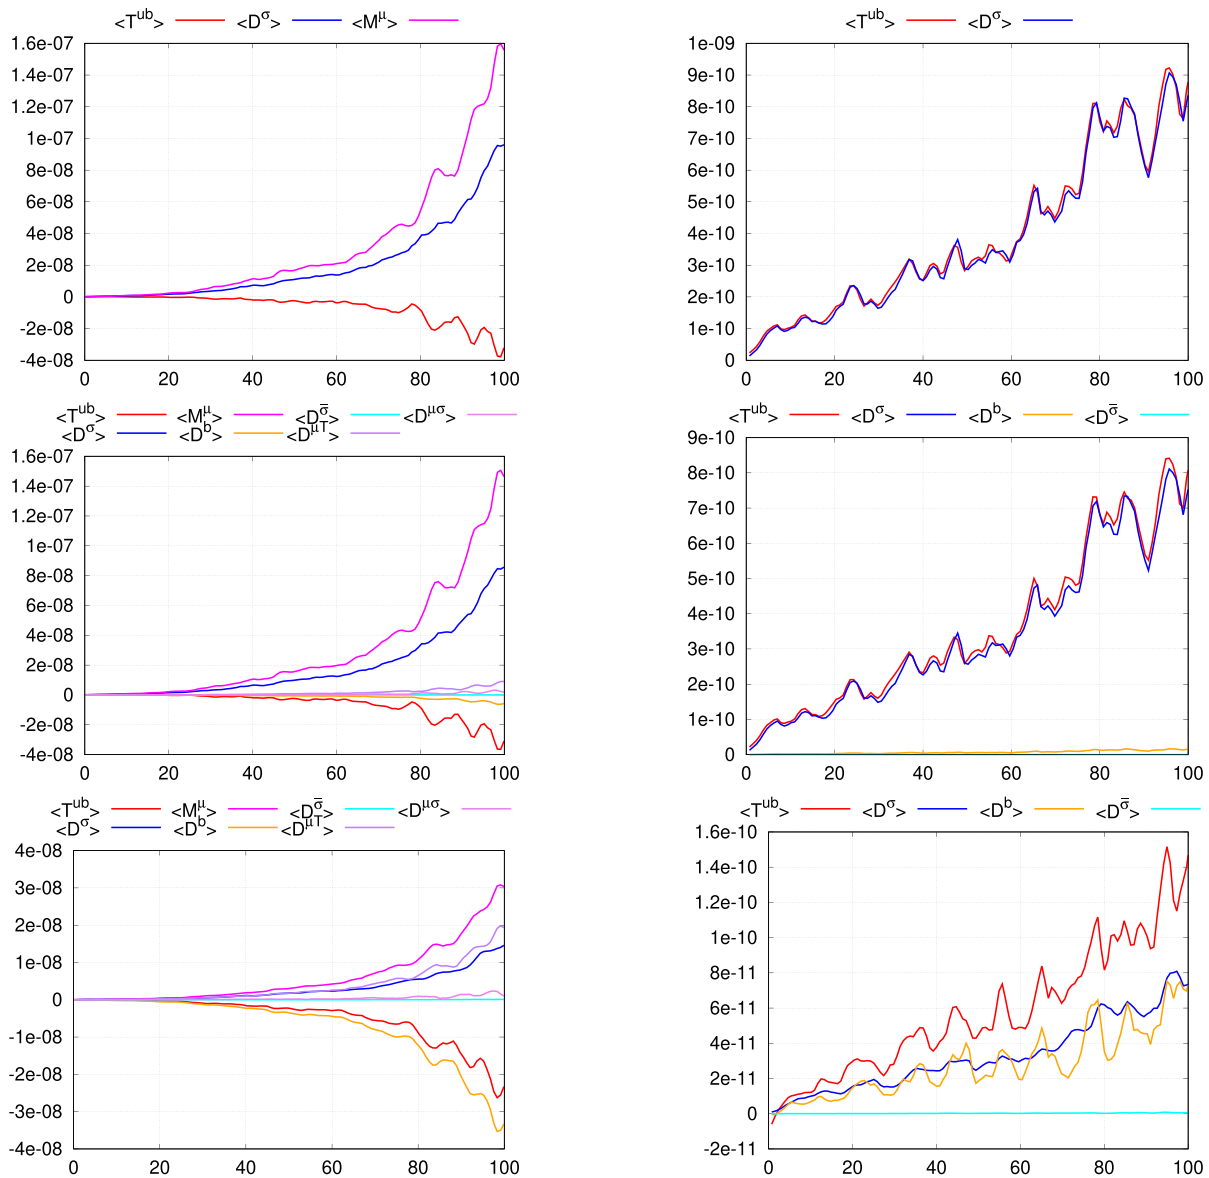 <T^ub> <D^σ> <M^μ>
1.6e-07
1.4e-07
1.2e-07
1e-07
8e-08
6e-08
4e-08
2e-08
0
-2e-08
-4e-08
0 20 40 60 80 100
<T^ub> <D^σ>
1e-09
9e-10
8e-10
7e-10
6e-10
5e-10
4e-10
3e-10
2e-10
1e-10
0
0 20 40 60 80 100
<T^ub> <M^μ> <D^σ̅> <D^μσ>
<D^σ> <D^b> <D^μT>
1.6e-07
1.4e-07
1.2e-07
1e-07
8e-08
6e-08
4e-08
2e-08
0
-2e-08
-4e-08
0 20 40 60 80 100
<T^ub> <D^σ> <D^b> <D^σ̅>
9e-10
8e-10
7e-10
6e-10
5e-10
4e-10
3e-10
2e-10
1e-10
0
0 20 40 60 80 100
<T^ub> <M^μ> <D^σ̅> <D^μσ>
<D^σ> <D^b> <D^μT>
4e-08
3e-08
2e-08
1e-08
0
-1e-08
-2e-08
-3e-08
-4e-08
0 20 40 60 80 100
<T^ub> <D^σ> <D^b> <D^σ̅>
1.6e-10
1.4e-10
1.2e-10
1e-10
8e-11
6e-11
4e-11
2e-11
0
-2e-11
0 20 40 60 80 100